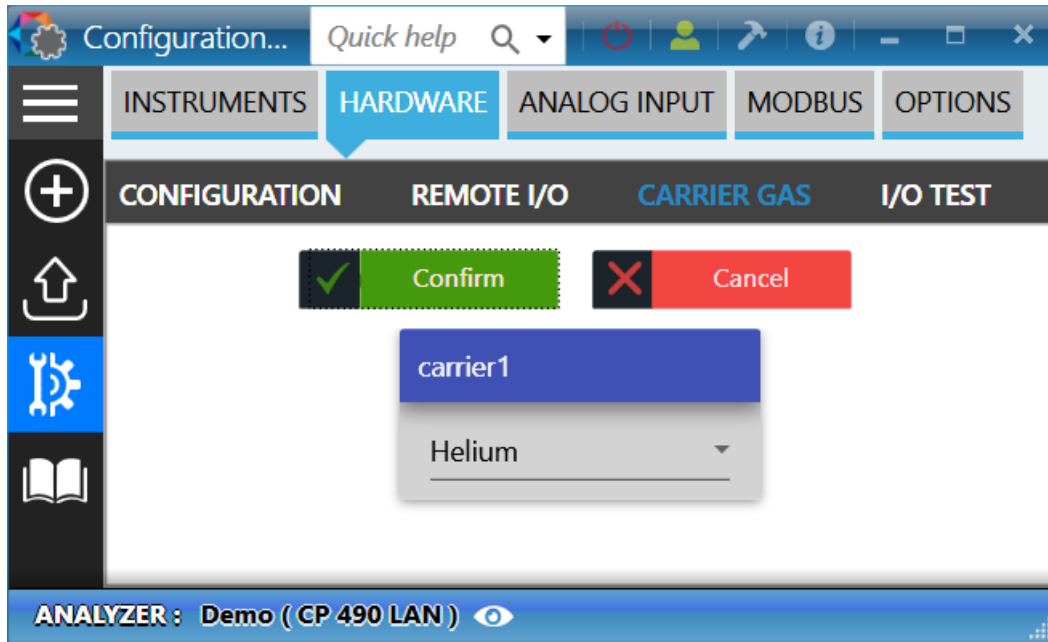 Configuration... Quick help
INSTRUMENTS HARDWARE ANALOG INPUT MODBUS OPTIONS
CONFIGURATION REMOTE I/O CARRIER GAS I/O TEST
Confirm Cancel
carrier1
Helium
ANALYZER : Demo ( CP 490 LAN )